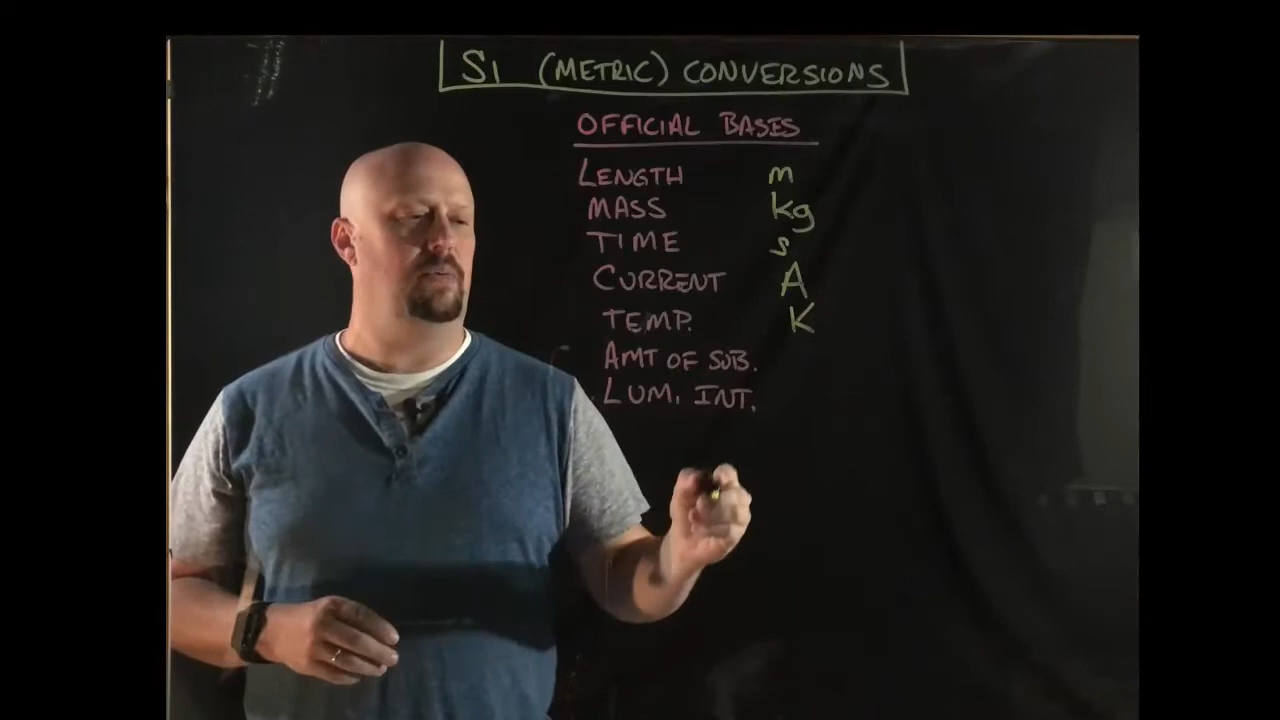 SI (METRIC) CONVERSIONS
OFFICIAL BASES
LENGTH m
MASS kg
TIME s
CURRENT A
TEMP. K
AMT OF SUB.
LUM. INT.